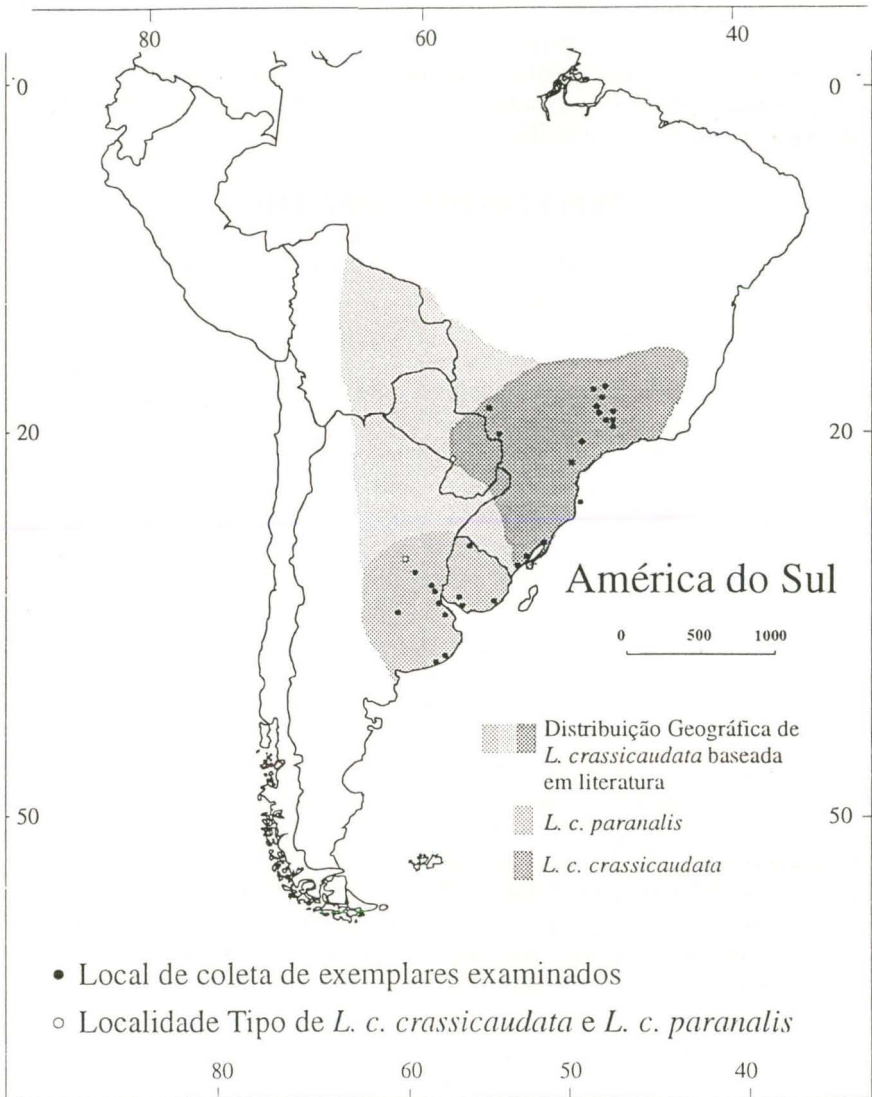 80 60 40
0 0
20 20
América do Sul
0 500 1000
Distribuição Geográfica de
L. crassicaudata baseada
em literatura
50 50
L. c. paranalis
L. c. crassicaudata
• Local de coleta de exemplares examinados
○ Localidade Tipo de L. c. crassicaudata e L. c. paranalis
80 60 50 40